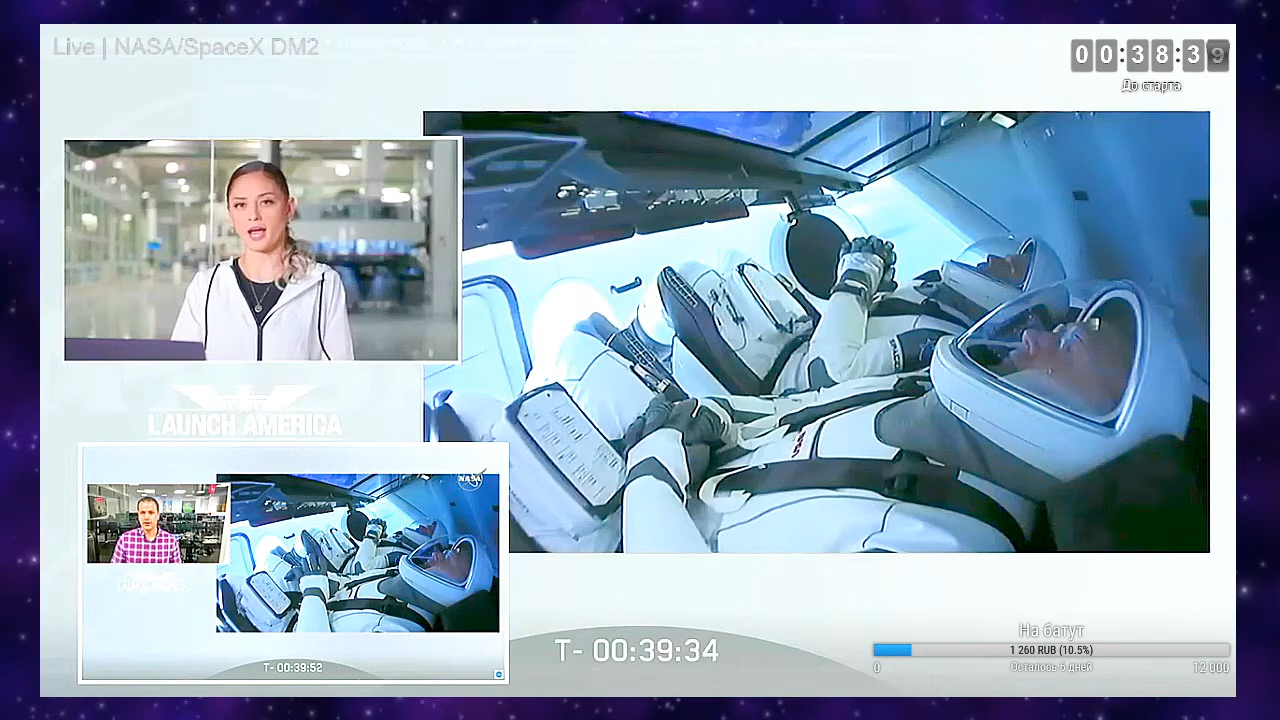 Live | NASA/SpaceX DM2
00:38:39
До старта
LAUNCH AMERICA
NASA
T- 00:39:52
T- 00:39:34
На батут
1 260 RUB (10.5%)
0
Осталось 6 дней
12 000